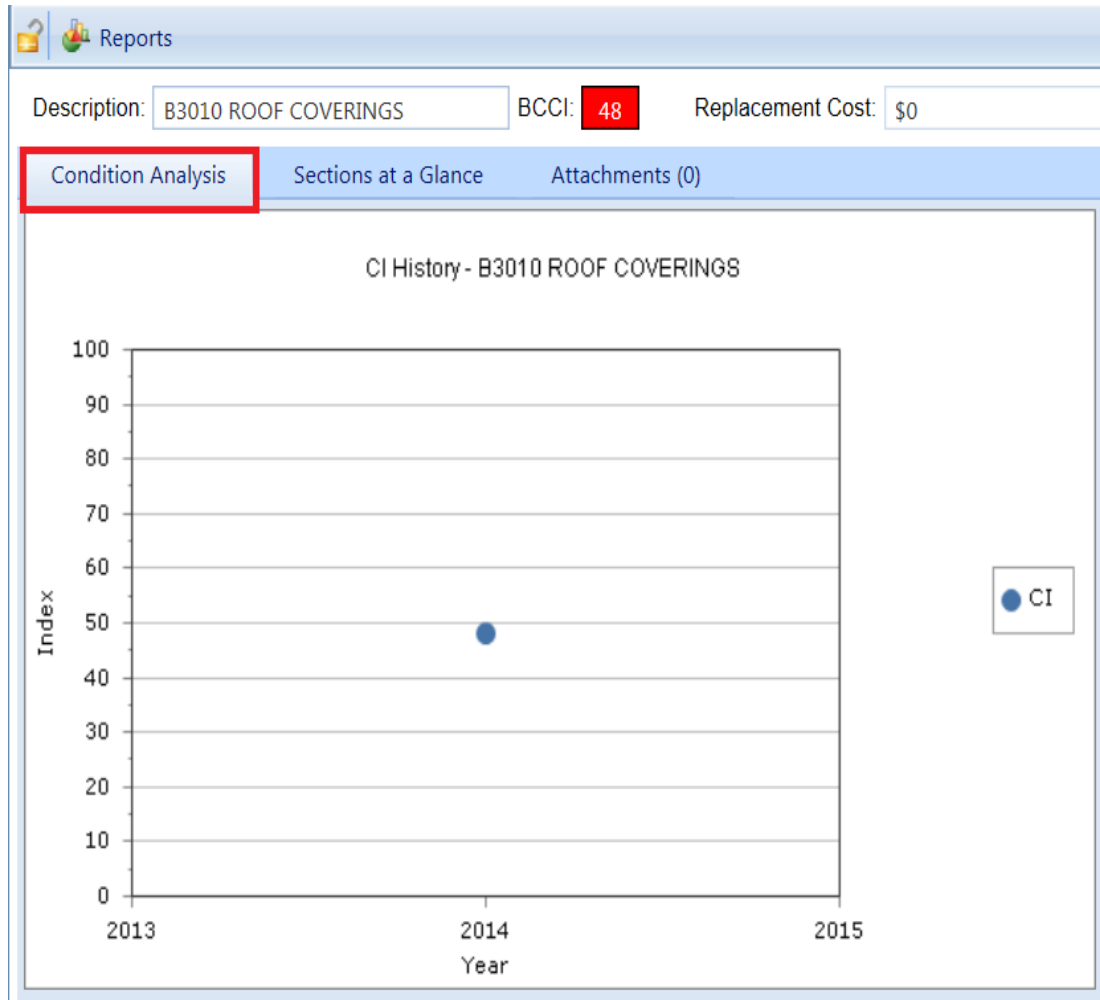 Reports
Description: B3010 ROOF COVERINGS BCCI: 48 Replacement Cost: $0
Condition Analysis Sections at a Glance Attachments (0)
CI History - B3010 ROOF COVERINGS
100
90
80
70
60
50
40
30
20
10
0
Index
CI
2013 2014 2015
Year